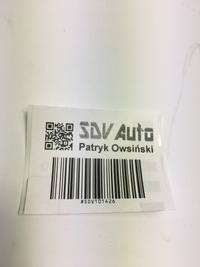 SDV Auto
Patryk Owsiński
#SDV101426